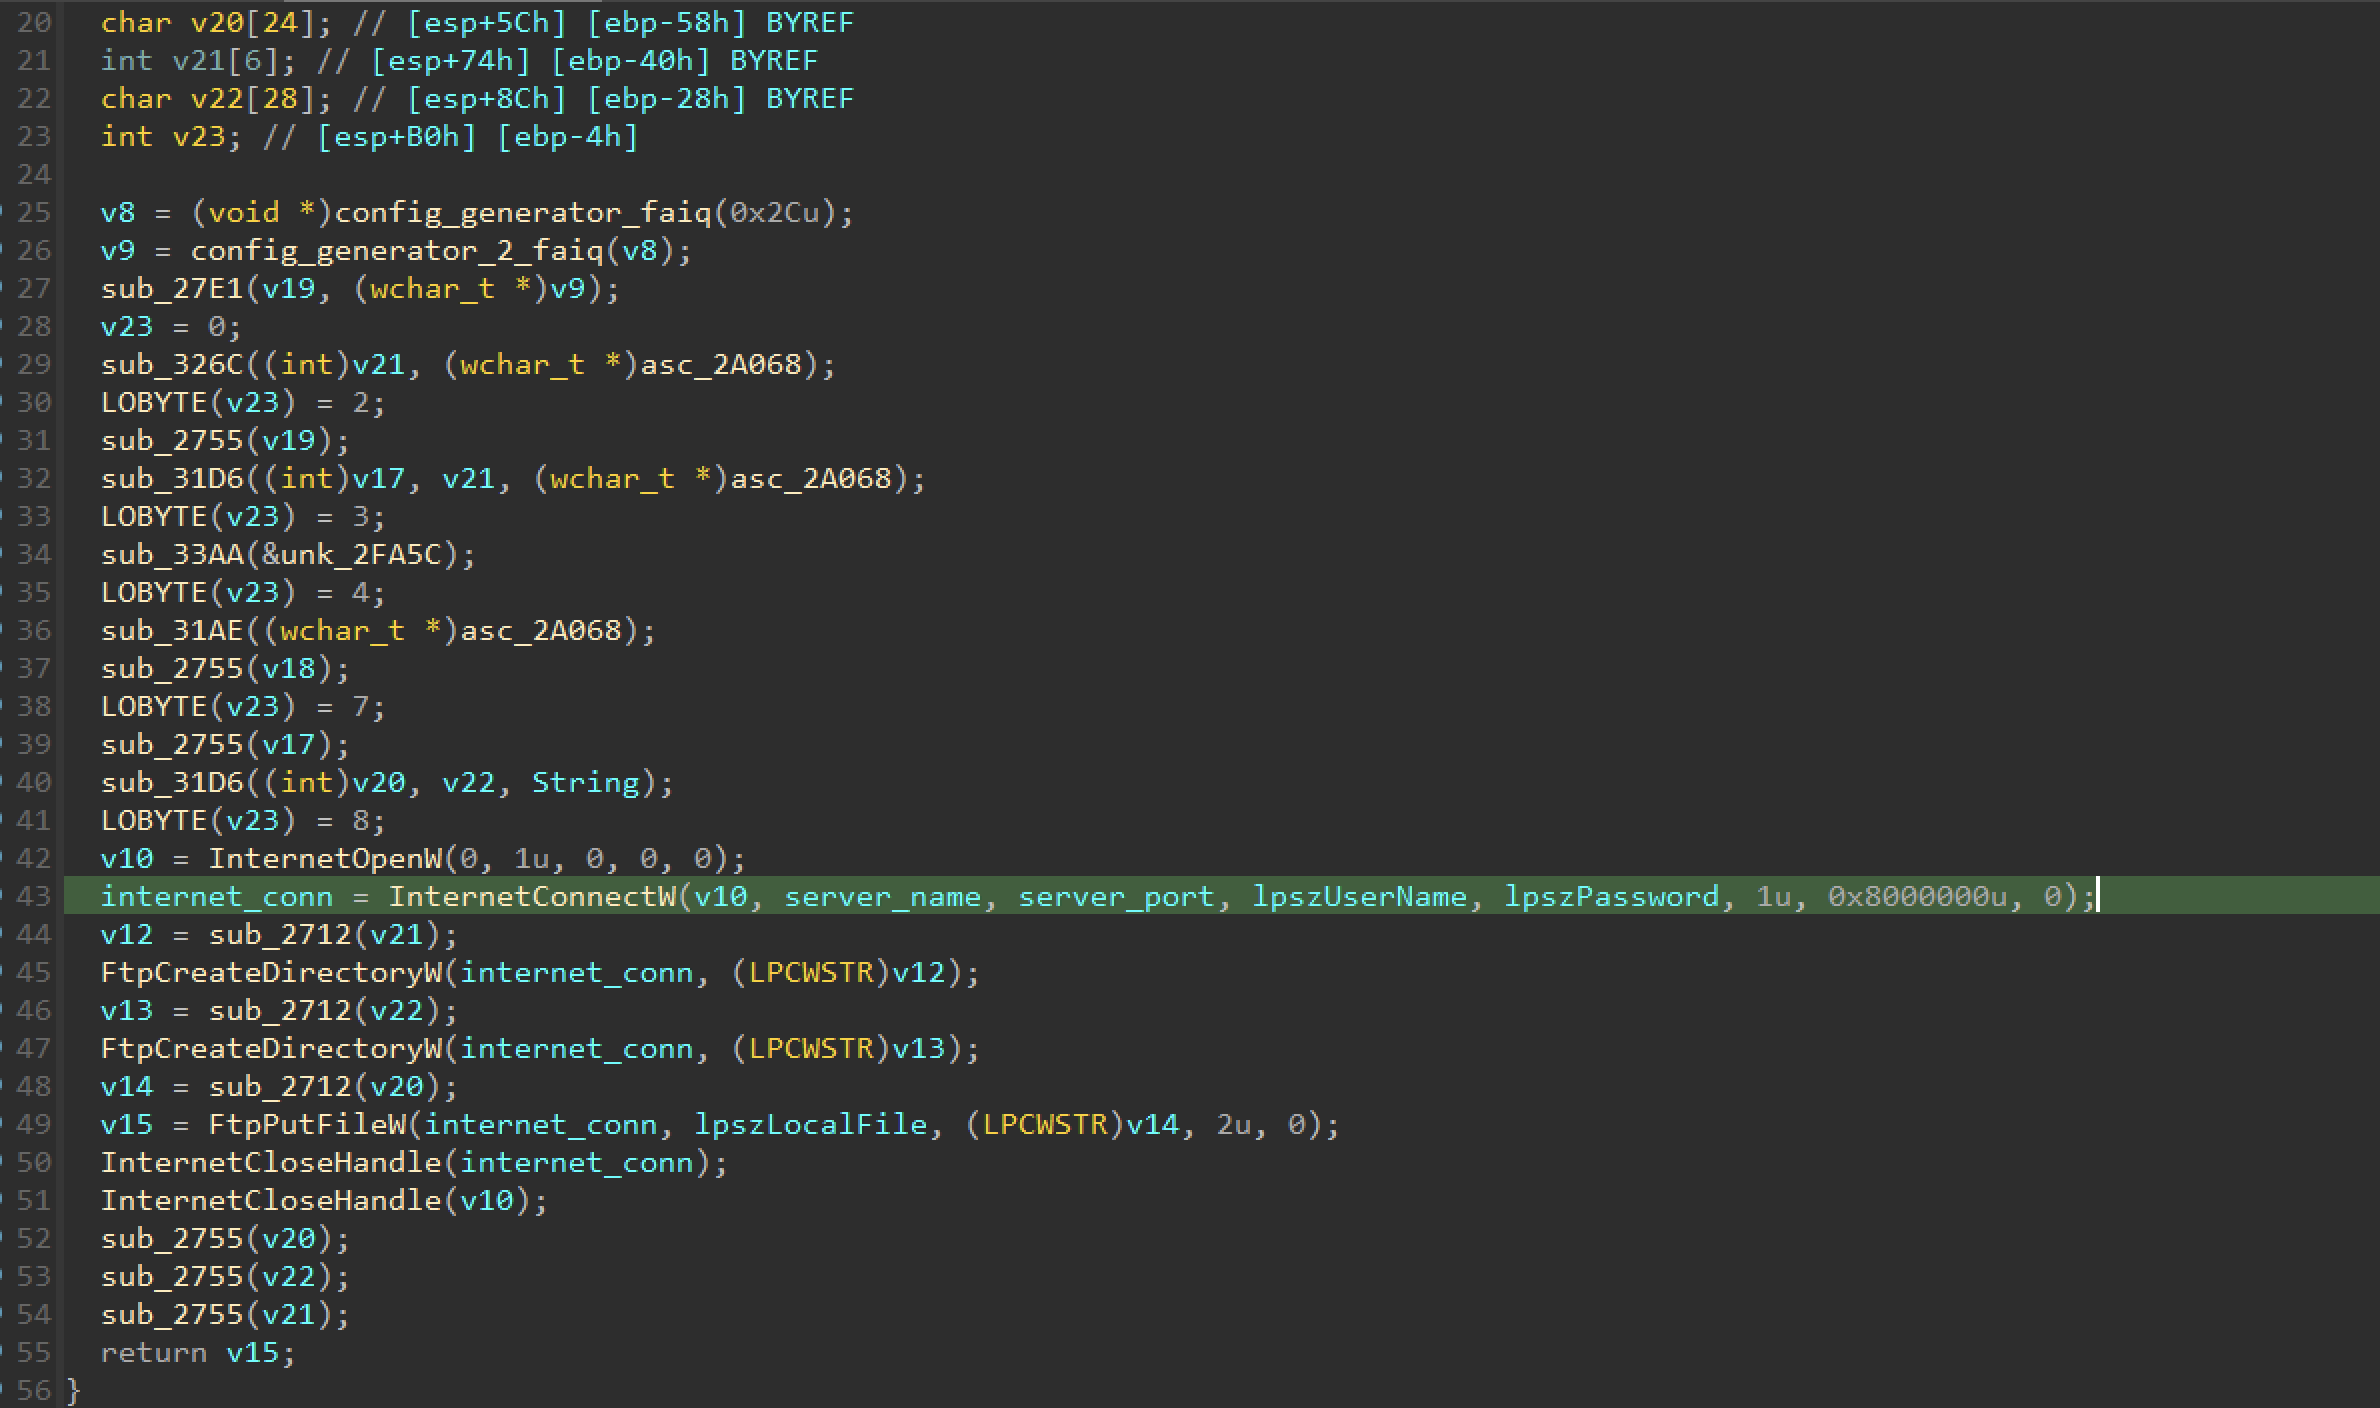 20 char v20[24]; // [esp+5Ch] [ebp-58h] BYREF
21 int v21[6]; // [esp+74h] [ebp-40h] BYREF
22 char v22[28]; // [esp+8Ch] [ebp-28h] BYREF
23 int v23; // [esp+B0h] [ebp-4h]
24
25 v8 = (void *)config_generator_faiq(0x2Cu);
26 v9 = config_generator_2_faiq(v8);
27 sub_27E1(v19, (wchar_t *)v9);
28 v23 = 0;
29 sub_326C((int)v21, (wchar_t *)asc_2A068);
30 LOBYTE(v23) = 2;
31 sub_2755(v19);
32 sub_31D6((int)v17, v21, (wchar_t *)asc_2A068);
33 LOBYTE(v23) = 3;
34 sub_33AA(&unk_2FA5C);
35 LOBYTE(v23) = 4;
36 sub_31AE((wchar_t *)asc_2A068);
37 sub_2755(v18);
38 LOBYTE(v23) = 7;
39 sub_2755(v17);
40 sub_31D6((int)v20, v22, String);
41 LOBYTE(v23) = 8;
42 v10 = InternetOpenW(0, 1u, 0, 0, 0);
43 internet_conn = InternetConnectW(v10, server_name, server_port, lpszUserName, lpszPassword, 1u, 0x8000000u, 0);
44 v12 = sub_2712(v21);
45 FtpCreateDirectoryW(internet_conn, (LPCWSTR)v12);
46 v13 = sub_2712(v22);
47 FtpCreateDirectoryW(internet_conn, (LPCWSTR)v13);
48 v14 = sub_2712(v20);
49 v15 = FtpPutFileW(internet_conn, lpszLocalFile, (LPCWSTR)v14, 2u, 0);
50 InternetCloseHandle(internet_conn);
51 InternetCloseHandle(v10);
52 sub_2755(v20);
53 sub_2755(v22);
54 sub_2755(v21);
55 return v15;
56 }